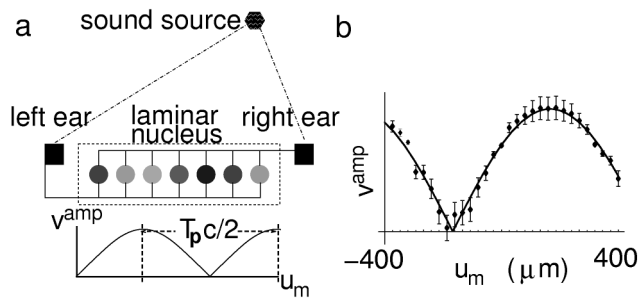 a
sound source
left ear
laminar
nucleus
right ear
v^amp
T_p c/2
u_m
b
v^amp
−400
u_m (μm)
400